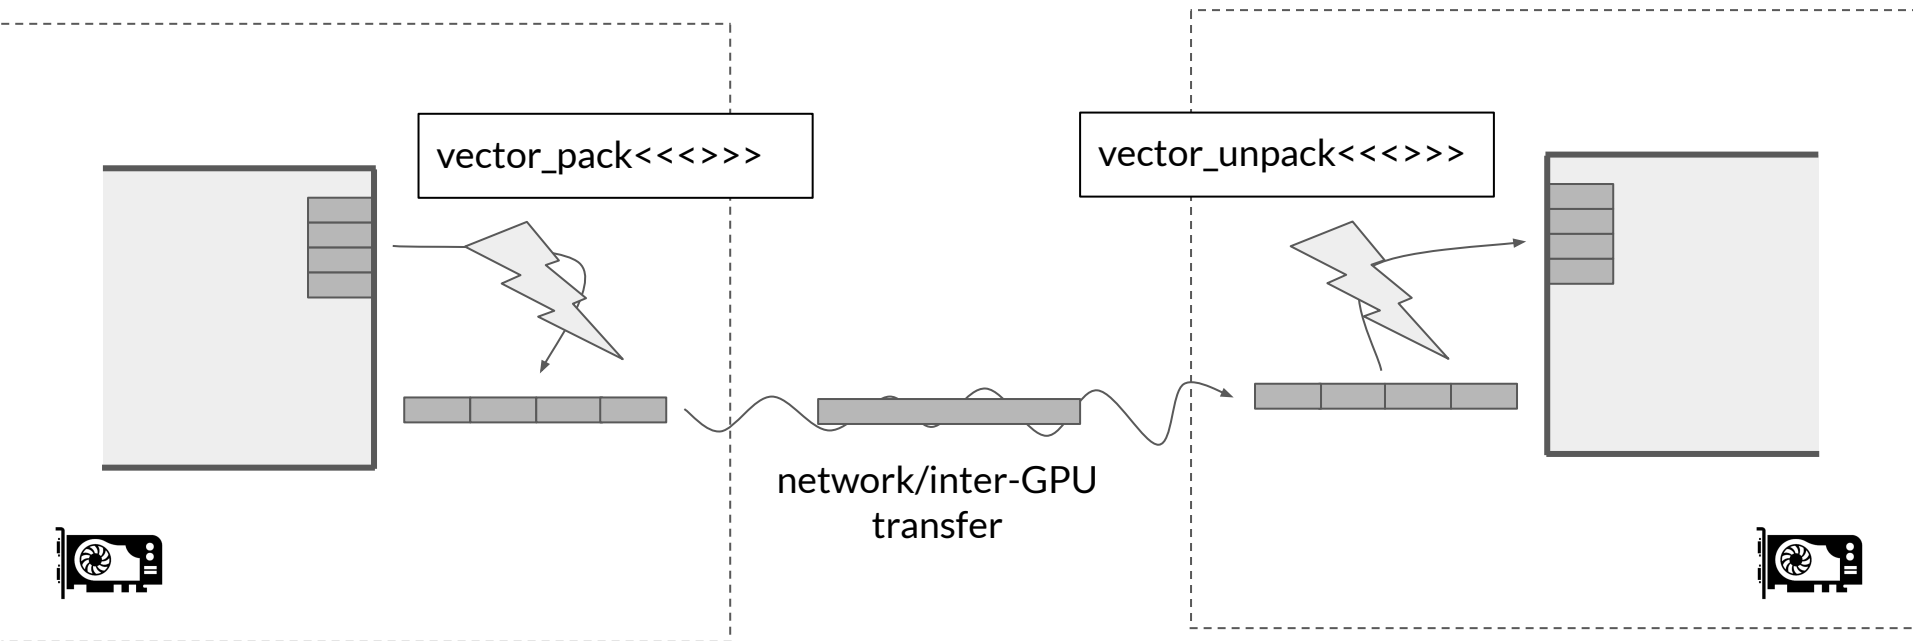 vector_pack<<<>>>
vector_unpack<<<>>>
network/inter-GPU
transfer